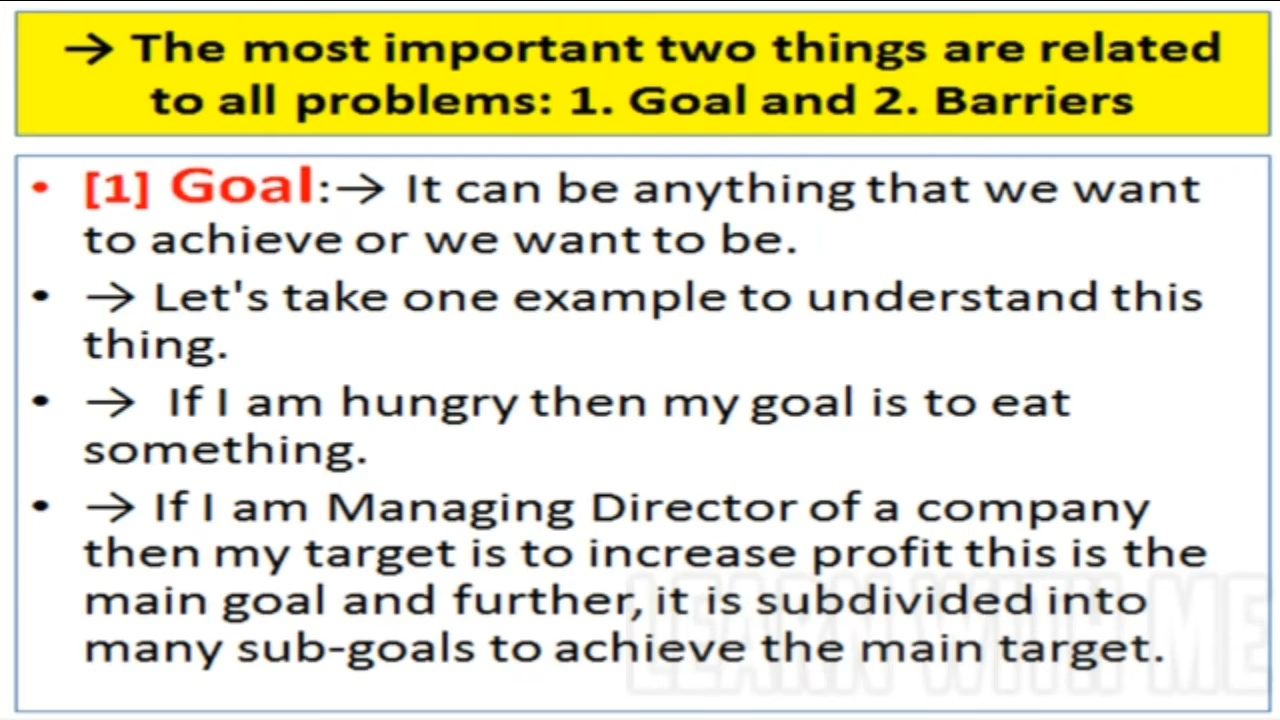 → The most important two things are related
to all problems: 1. Goal and 2. Barriers
• [1] Goal:→ It can be anything that we want
to achieve or we want to be.
• → Let's take one example to understand this
thing.
• → If I am hungry then my goal is to eat
something.
• → If I am Managing Director of a company
then my target is to increase profit this is the
main goal and further, it is subdivided into
many sub-goals to achieve the main target.
LEARN WITH ME